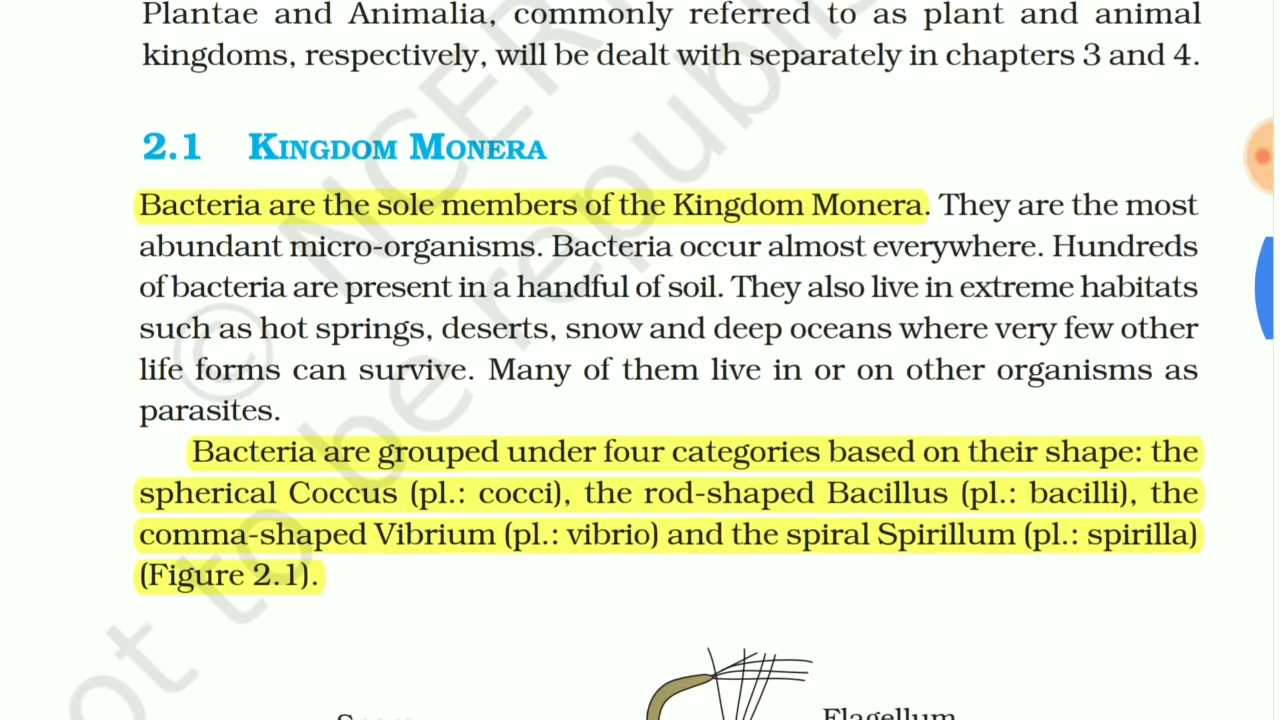 Plantae and Animalia, commonly referred to as plant and animal
kingdoms, respectively, will be dealt with separately in chapters 3 and 4.
2.1 KINGDOM MONERA
Bacteria are the sole members of the Kingdom Monera. They are the most
abundant micro-organisms. Bacteria occur almost everywhere. Hundreds
of bacteria are present in a handful of soil. They also live in extreme habitats
such as hot springs, deserts, snow and deep oceans where very few other
life forms can survive. Many of them live in or on other organisms as
parasites.
Bacteria are grouped under four categories based on their shape: the
spherical Coccus (pl.: cocci), the rod-shaped Bacillus (pl.: bacilli), the
comma-shaped Vibrium (pl.: vibrio) and the spiral Spirillum (pl.: spirilla)
(Figure 2.1).
Flagellum
© NCERT
not to be republi